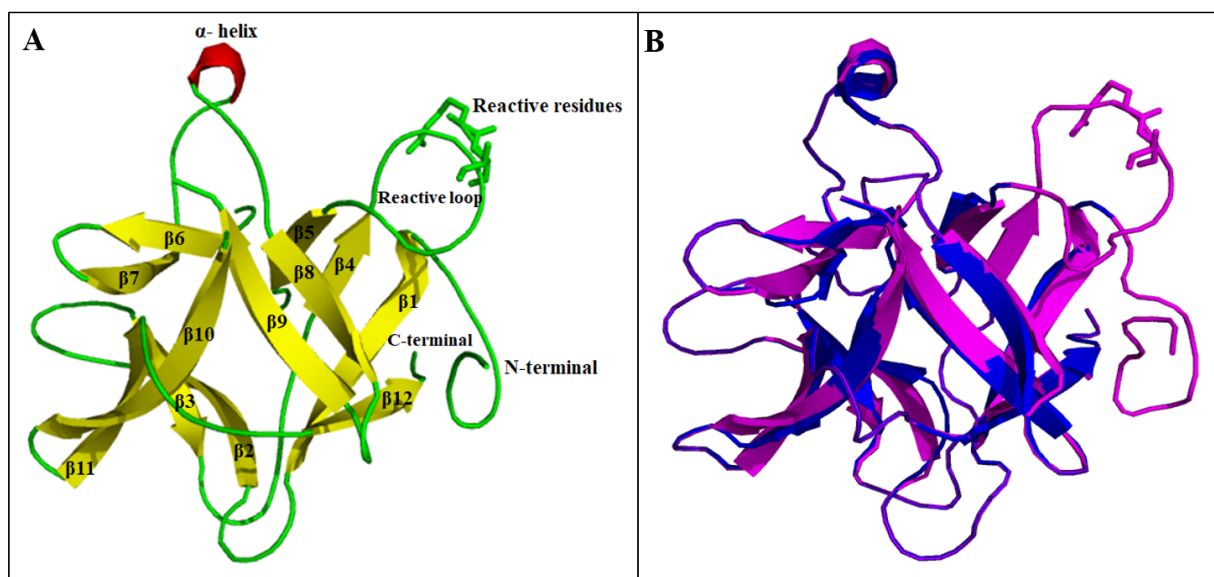 A
α- helix
Reactive residues
Reactive loop
β6
β5
β8
β4
β7
β1
β10
β9
C-terminal
N-terminal
β3
β12
β2
β11
B